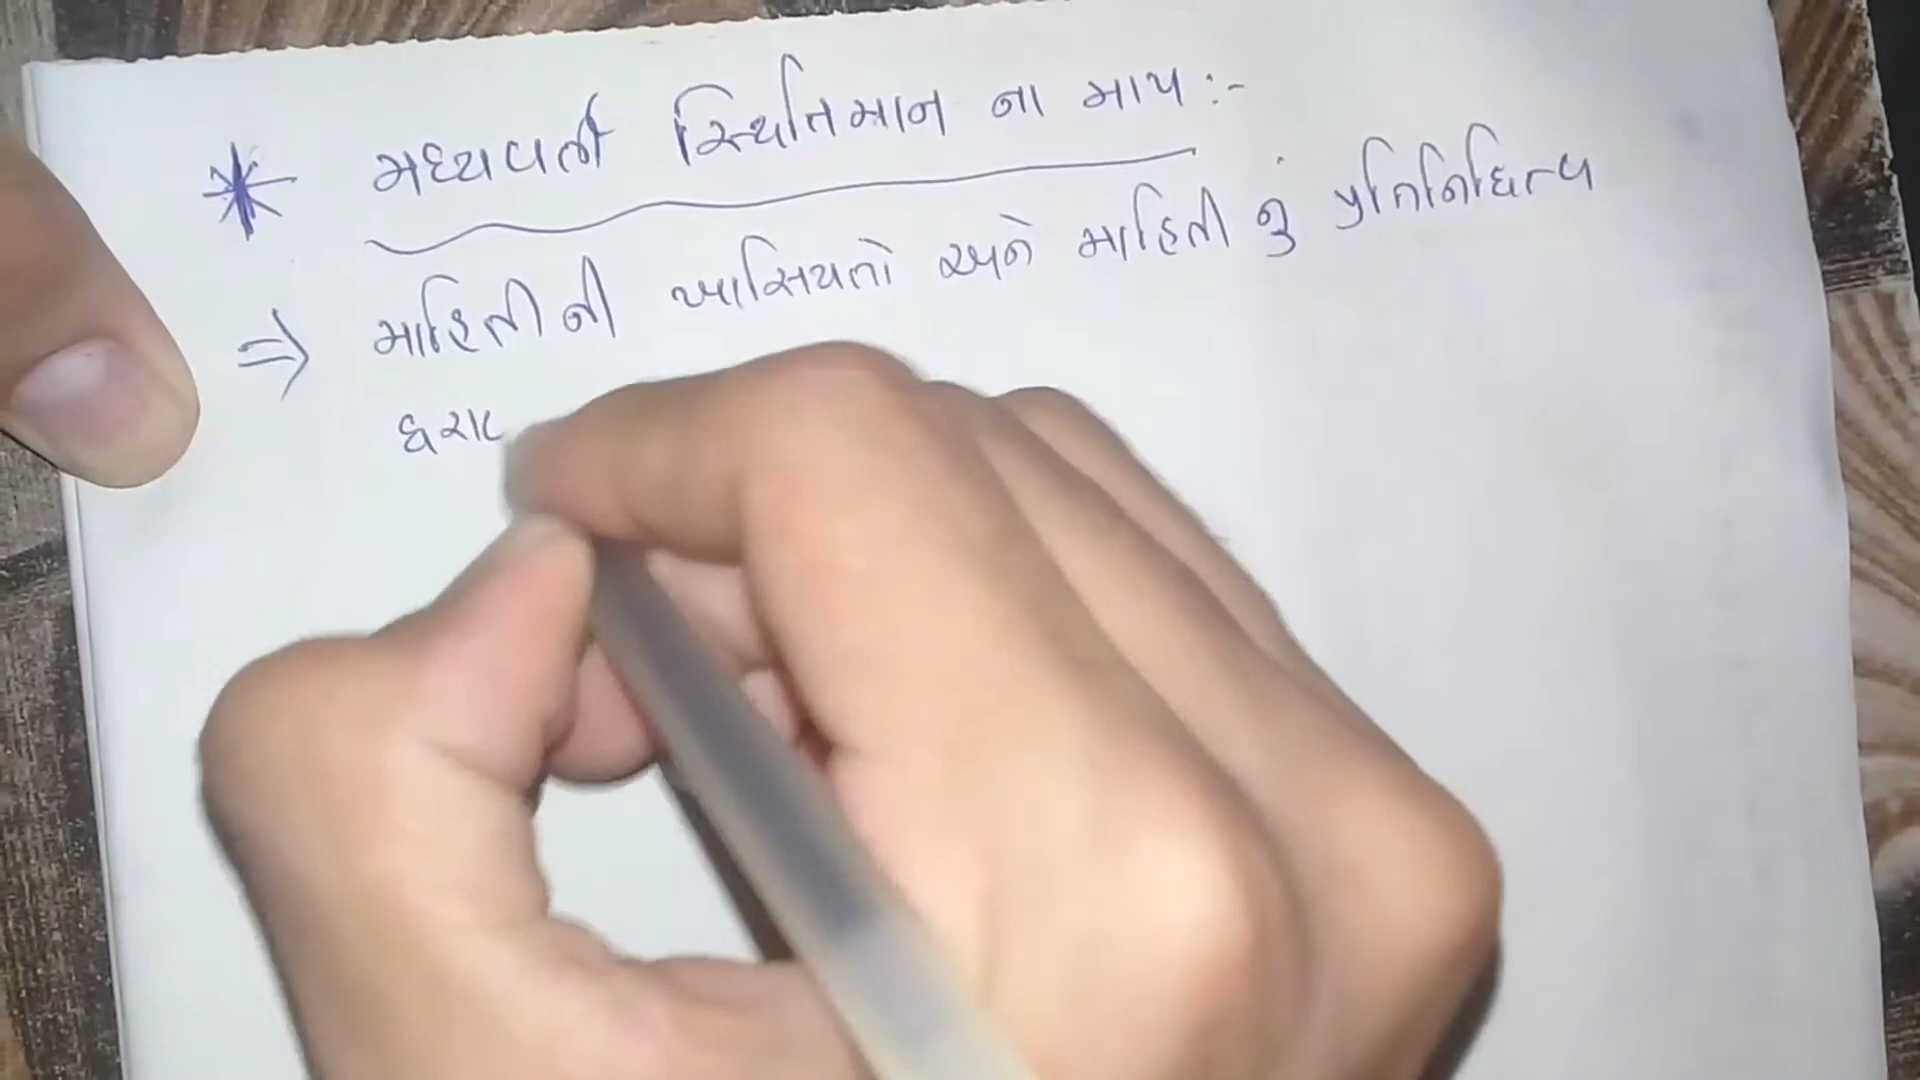 * મધ્યવર્તી સ્થિતિમાન ના માપ :-
⇒ માહિતીની ખાસિયતો અને માહિતી નું પ્રતિનિધિત્વ